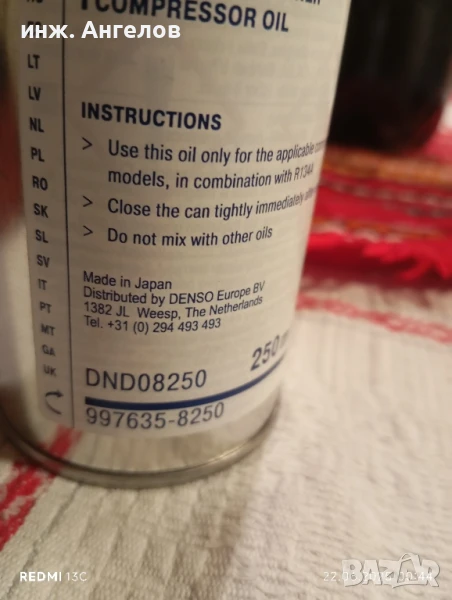 инж. Ангелов
COMPRESSOR OIL
LT
LV
NL
PL
RO
SK
SL
SV
IT
PT
MT
GA
UK
INSTRUCTIONS
> Use this oil only for the applicable
models, in combination with R134A
> Close the can tightly immediately
> Do not mix with other oils
Made in Japan
Distributed by DENSO Europe BV
1382 JL Weesp, The Netherlands
Tel. +31 (0) 294 493 493
250
DND08250
997635-8250
REDMI 13C
BAZAR